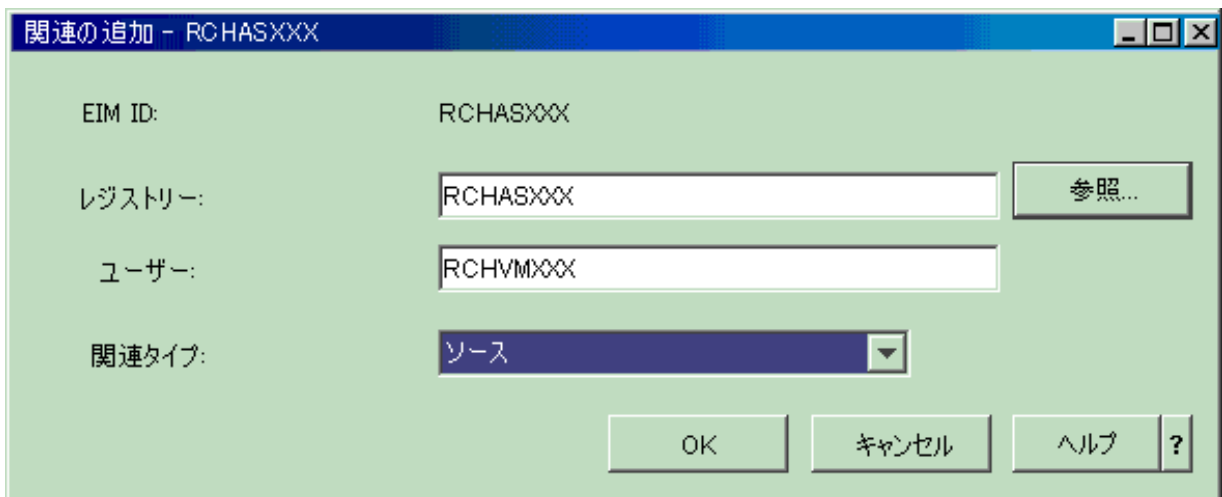 関連の追加 - RCHASXXX
EIM ID: RCHASXXX
レジストリー: RCHASXXX 参照...
ユーザー: RCHVMXXX
関連タイプ: ソース
OK キャンセル ヘルプ ?